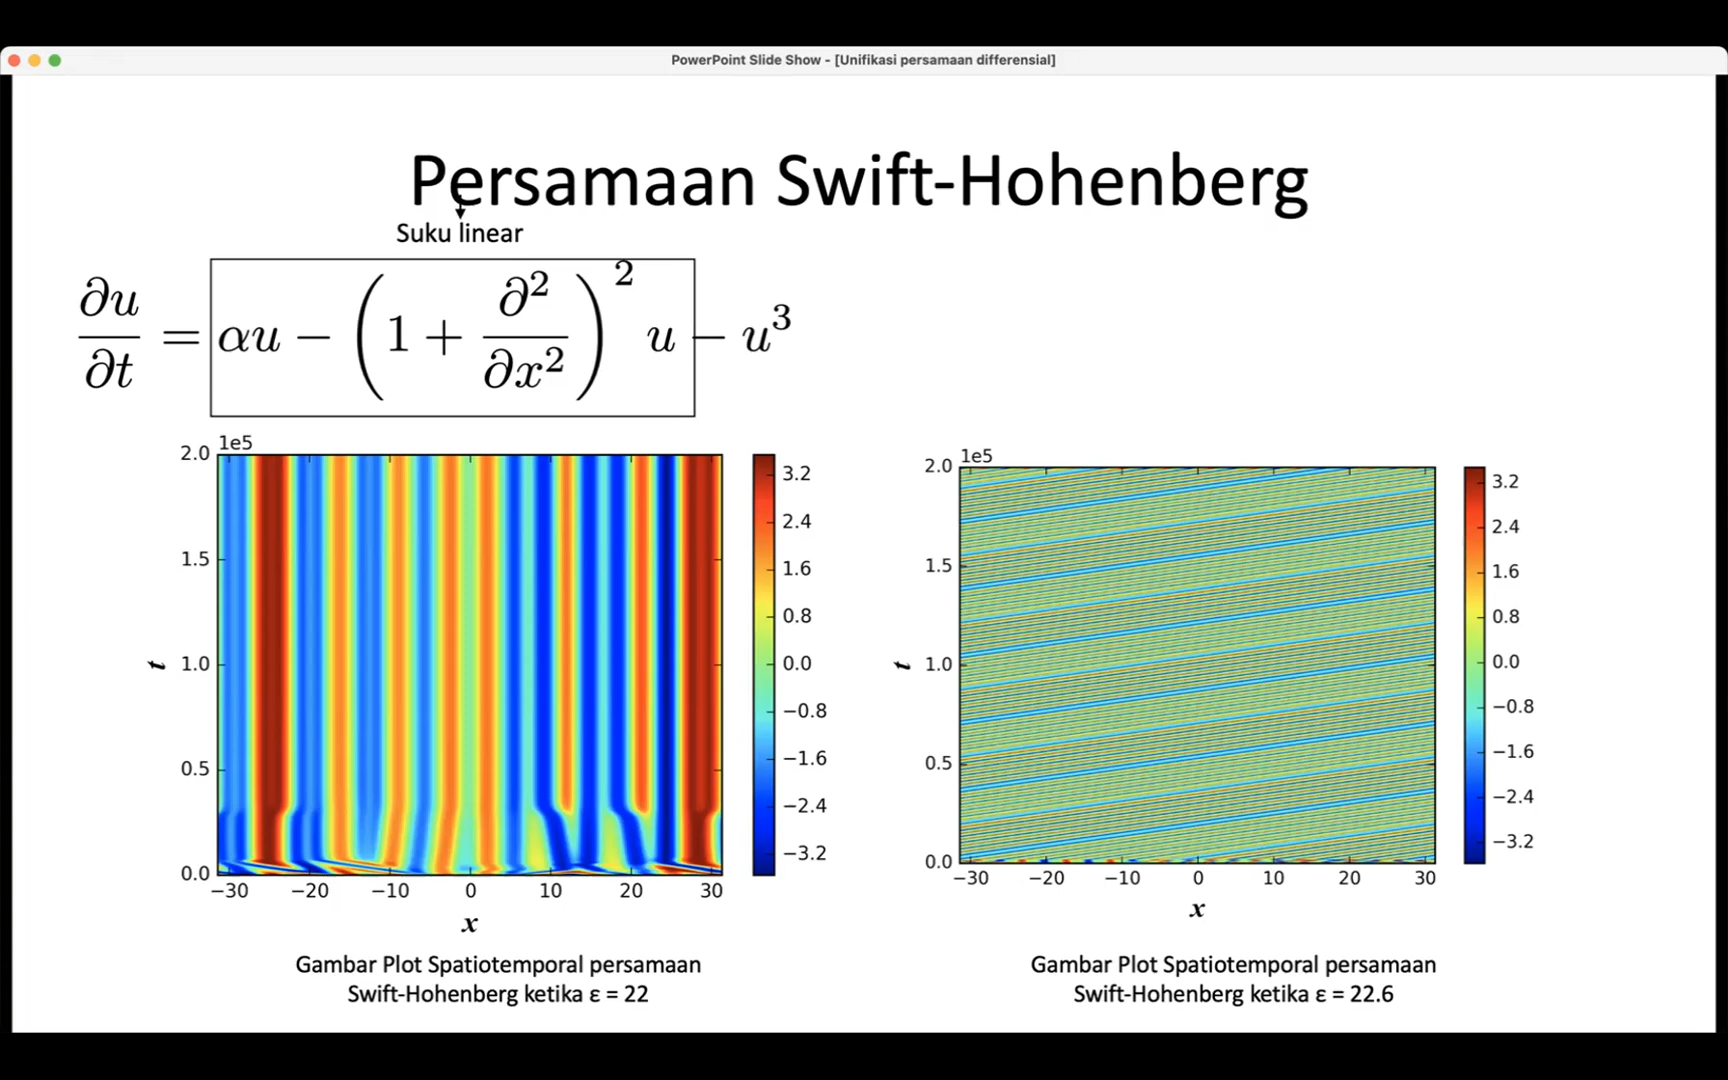 PowerPoint Slide Show - [Unifikasi persamaan differensial]
Persamaan Swift-Hohenberg
Suku linear
∂u/∂t = αu − (1 + ∂²/∂x²)² u − u³
1e5
2.0
1.5
1.0
0.5
0.0
t
−30 −20 −10 0 10 20 30
x
3.2
2.4
1.6
0.8
0.0
−0.8
−1.6
−2.4
−3.2
Gambar Plot Spatiotemporal persamaan
Swift-Hohenberg ketika ε = 22
1e5
2.0
1.5
1.0
0.5
0.0
t
−30 −20 −10 0 10 20 30
x
3.2
2.4
1.6
0.8
0.0
−0.8
−1.6
−2.4
−3.2
Gambar Plot Spatiotemporal persamaan
Swift-Hohenberg ketika ε = 22.6